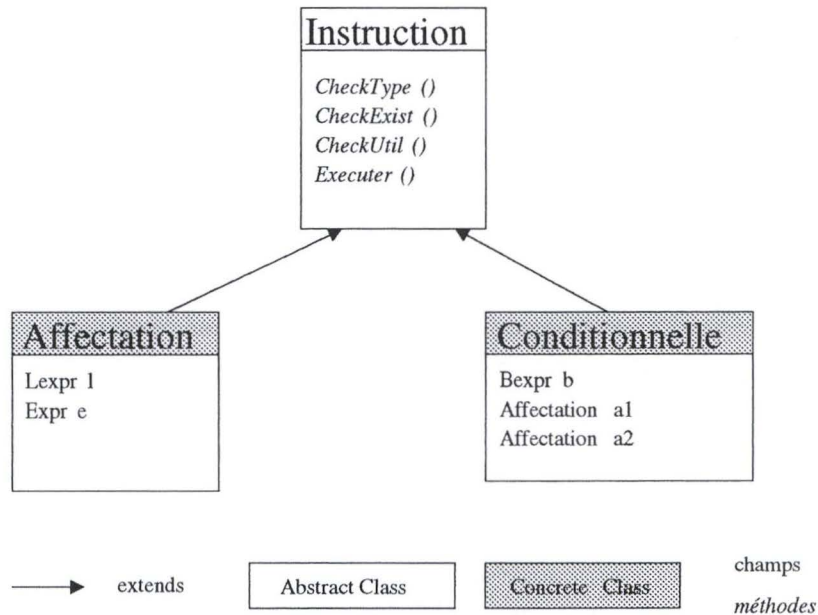 Instruction
CheckType ()
CheckExist ()
CheckUtil ()
Executer ()
Affectation
Lexpr l
Expr e
Conditionnelle
Bexpr b
Affectation a1
Affectation a2
extends
Abstract Class
Concrete Class
champs
méthodes